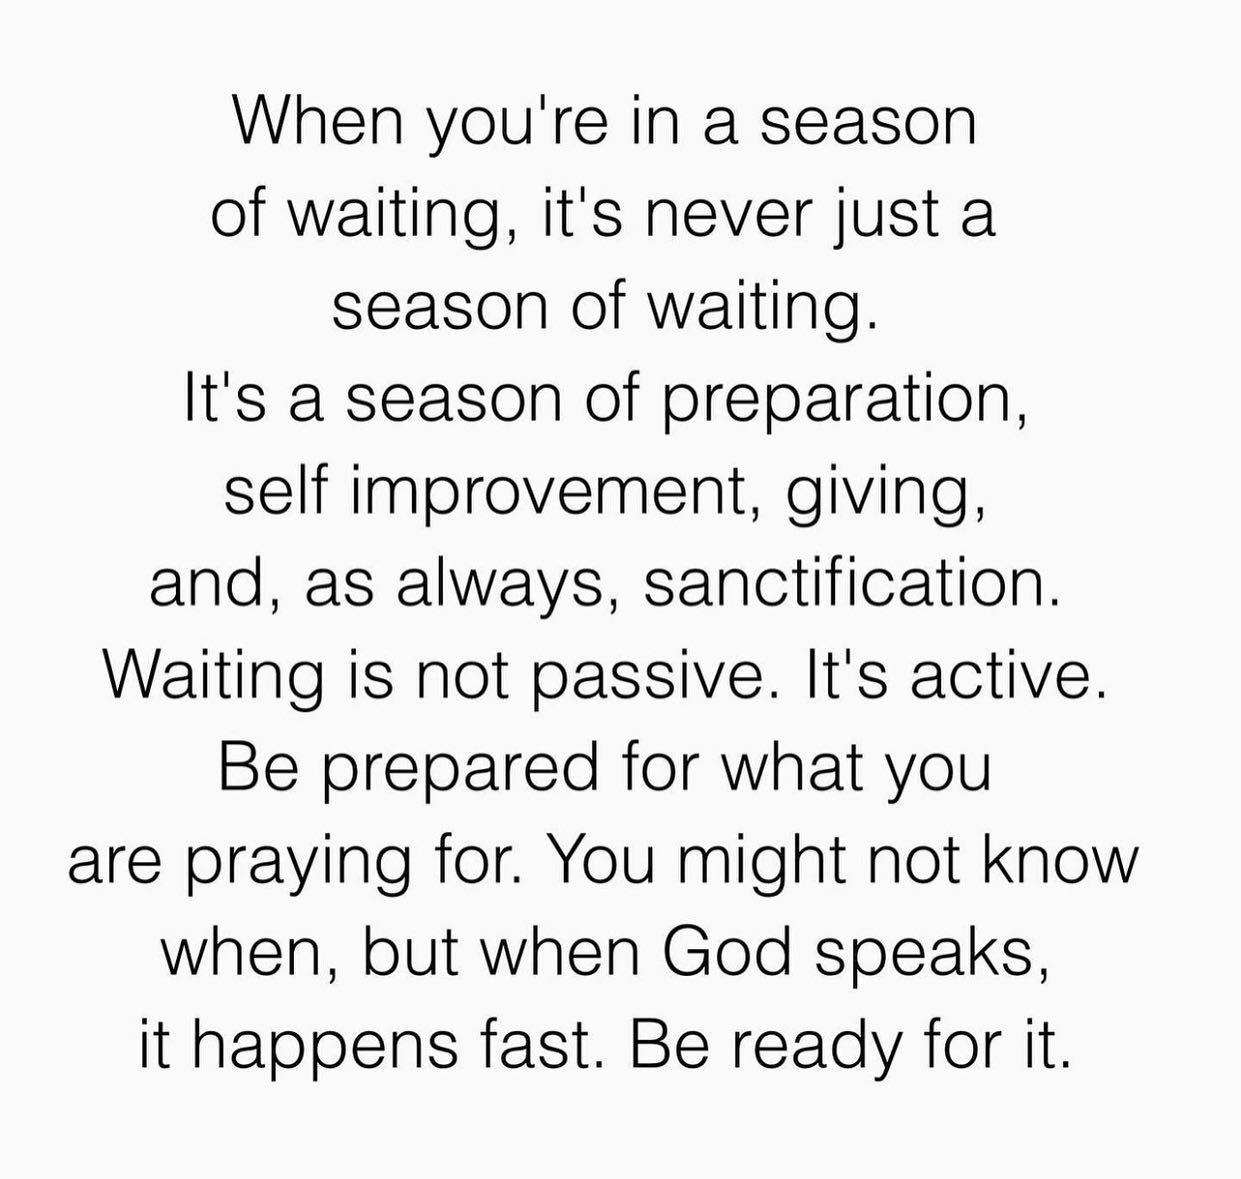 When you're in a season
of waiting, it's never just a
season of waiting.
It's a season of preparation,
self improvement, giving,
and, as always, sanctification.
Waiting is not passive. It's active.
Be prepared for what you
are praying for. You might not know
when, but when God speaks,
it happens fast. Be ready for it.